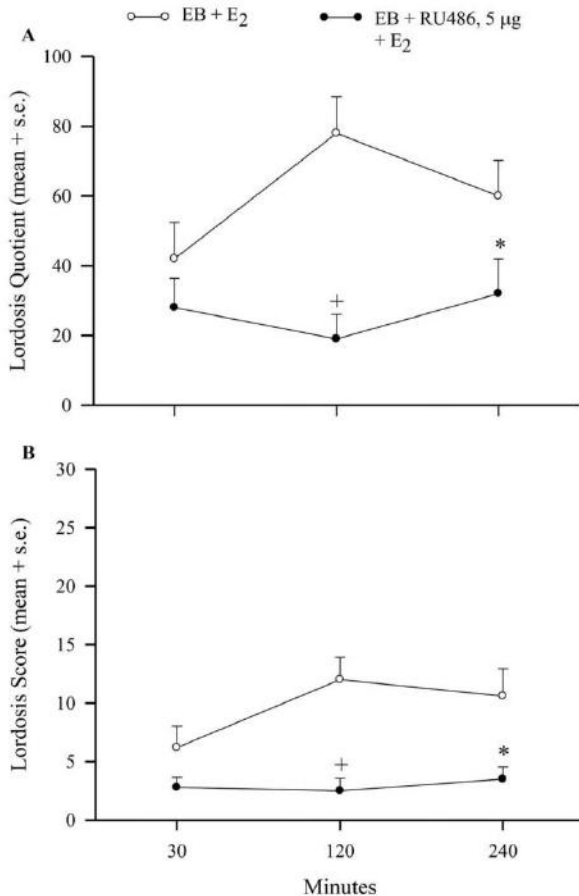 EB + E₂
EB + RU486, 5 µg
+ E₂
A
Lordosis Quotient (mean + s.e.)
100
80
60
40
20
0
+
*
B
Lordosis Score (mean + s.e.)
30
25
20
15
10
5
0
+
*
30 120 240
Minutes